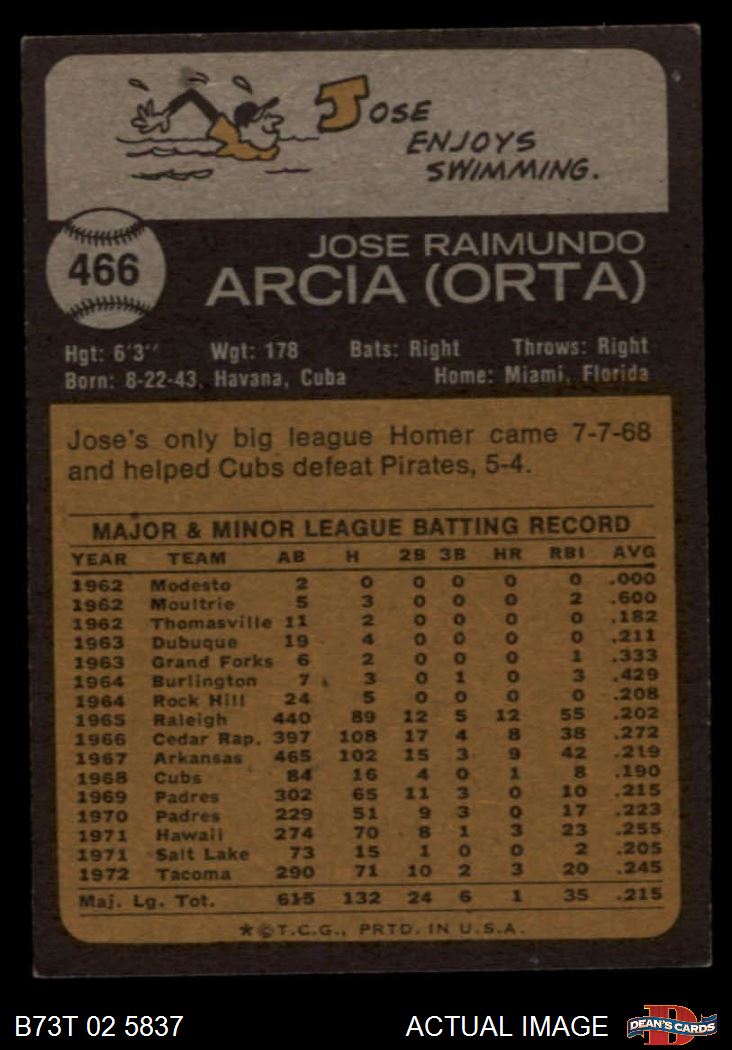 JOSE
ENJOYS
SWIMMING.
466
JOSE RAIMUNDO
ARCIA (ORTA)
Hgt: 6'3" Wgt: 178 Bats: Right Throws: Right
Born: 8-22-43, Havana, Cuba Home: Miami, Florida
Jose's only big league Homer came 7-7-68
and helped Cubs defeat Pirates, 5-4.
MAJOR & MINOR LEAGUE BATTING RECORD
YEAR TEAM AB H 2B 3B HR RBI AVG
1962 Modesto 2 0 0 0 0 0 .000
1962 Moultrie 5 3 0 0 0 2 .600
1962 Thomasville 11 2 0 0 0 0 .182
1963 Dubuque 19 4 0 0 0 0 .211
1963 Grand Forks 6 2 0 0 0 1 .333
1964 Burlington 7 3 0 1 0 3 .429
1964 Rock Hill 24 5 0 0 0 0 .208
1965 Raleigh 440 89 12 5 12 55 .202
1966 Cedar Rap. 397 108 17 4 8 38 .272
1967 Arkansas 465 102 15 3 9 42 .219
1968 Cubs 84 16 4 0 1 8 .190
1969 Padres 302 65 11 3 0 10 .215
1970 Padres 229 51 9 3 0 17 .223
1971 Hawaii 274 70 8 1 3 23 .255
1971 Salt Lake 73 15 1 0 0 2 .205
1972 Tacoma 290 71 10 2 3 20 .245
Maj. Lg. Tot. 615 132 24 6 1 35 .215
*©T.C.G., PRTD. IN U.S.A.
B73T 02 5837 ACTUAL IMAGE DEAN'S CARDS